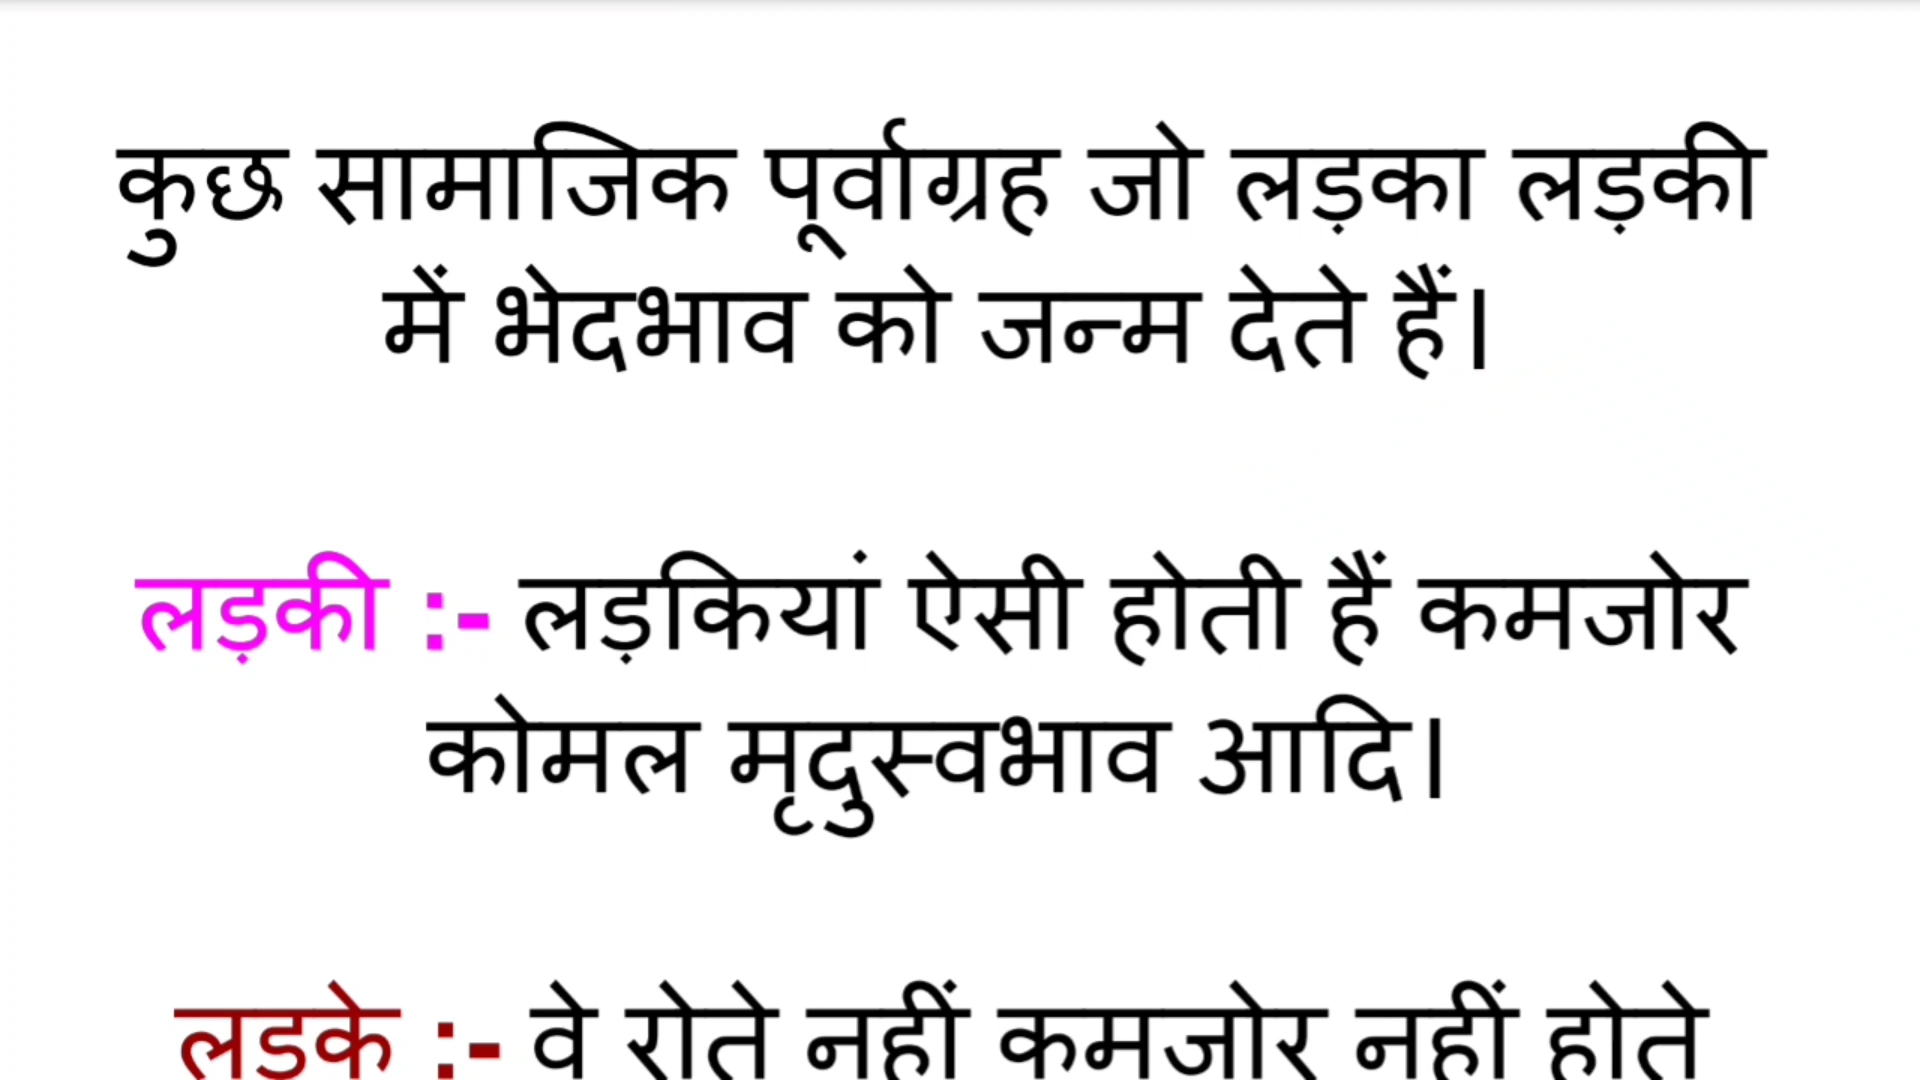 कुछ सामाजिक पूर्वाग्रह जो लड़का लड़की
में भेदभाव को जन्म देते हैं।
लड़की :- लड़कियां ऐसी होती हैं कमजोर
कोमल मृदुस्वभाव आदि।
लडके :- वे रोते नहीं कमजोर नहीं होते